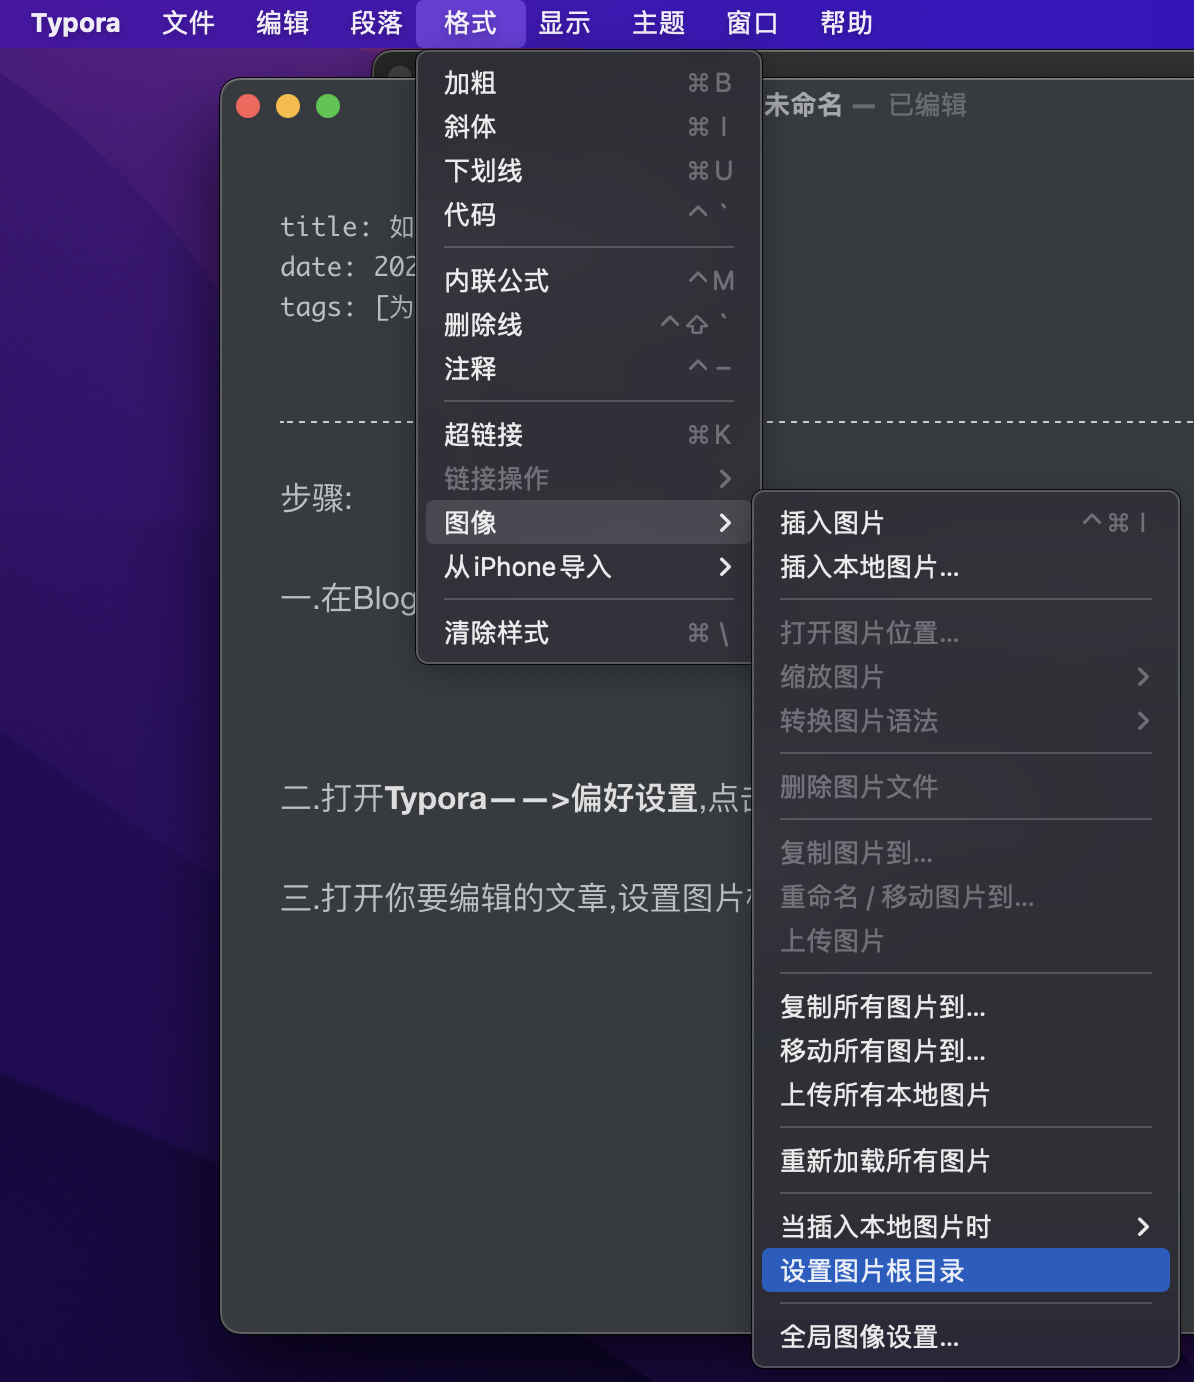 Typora 文件 编辑 段落 格式 显示 主题 窗口 帮助
未命名 — 已编辑
title: 如
date: 202
tags: [为
步骤:
一.在Blog
二.打开Typora——>偏好设置,点击
三.打开你要编辑的文章,设置图片
加粗 ⌘B
斜体 ⌘I
下划线 ⌘U
代码 ^`
内联公式 ^M
删除线 ^⇧`
注释 ^-
超链接 ⌘K
链接操作 >
图像 >
从 iPhone 导入 >
清除样式 ⌘\
插入图片 ^⌘I
插入本地图片...
打开图片位置...
缩放图片 >
转换图片语法 >
删除图片文件
复制图片到...
重命名 / 移动图片到...
上传图片
复制所有图片到...
移动所有图片到...
上传所有本地图片
重新加载所有图片
当插入本地图片时 >
设置图片根目录
全局图像设置...